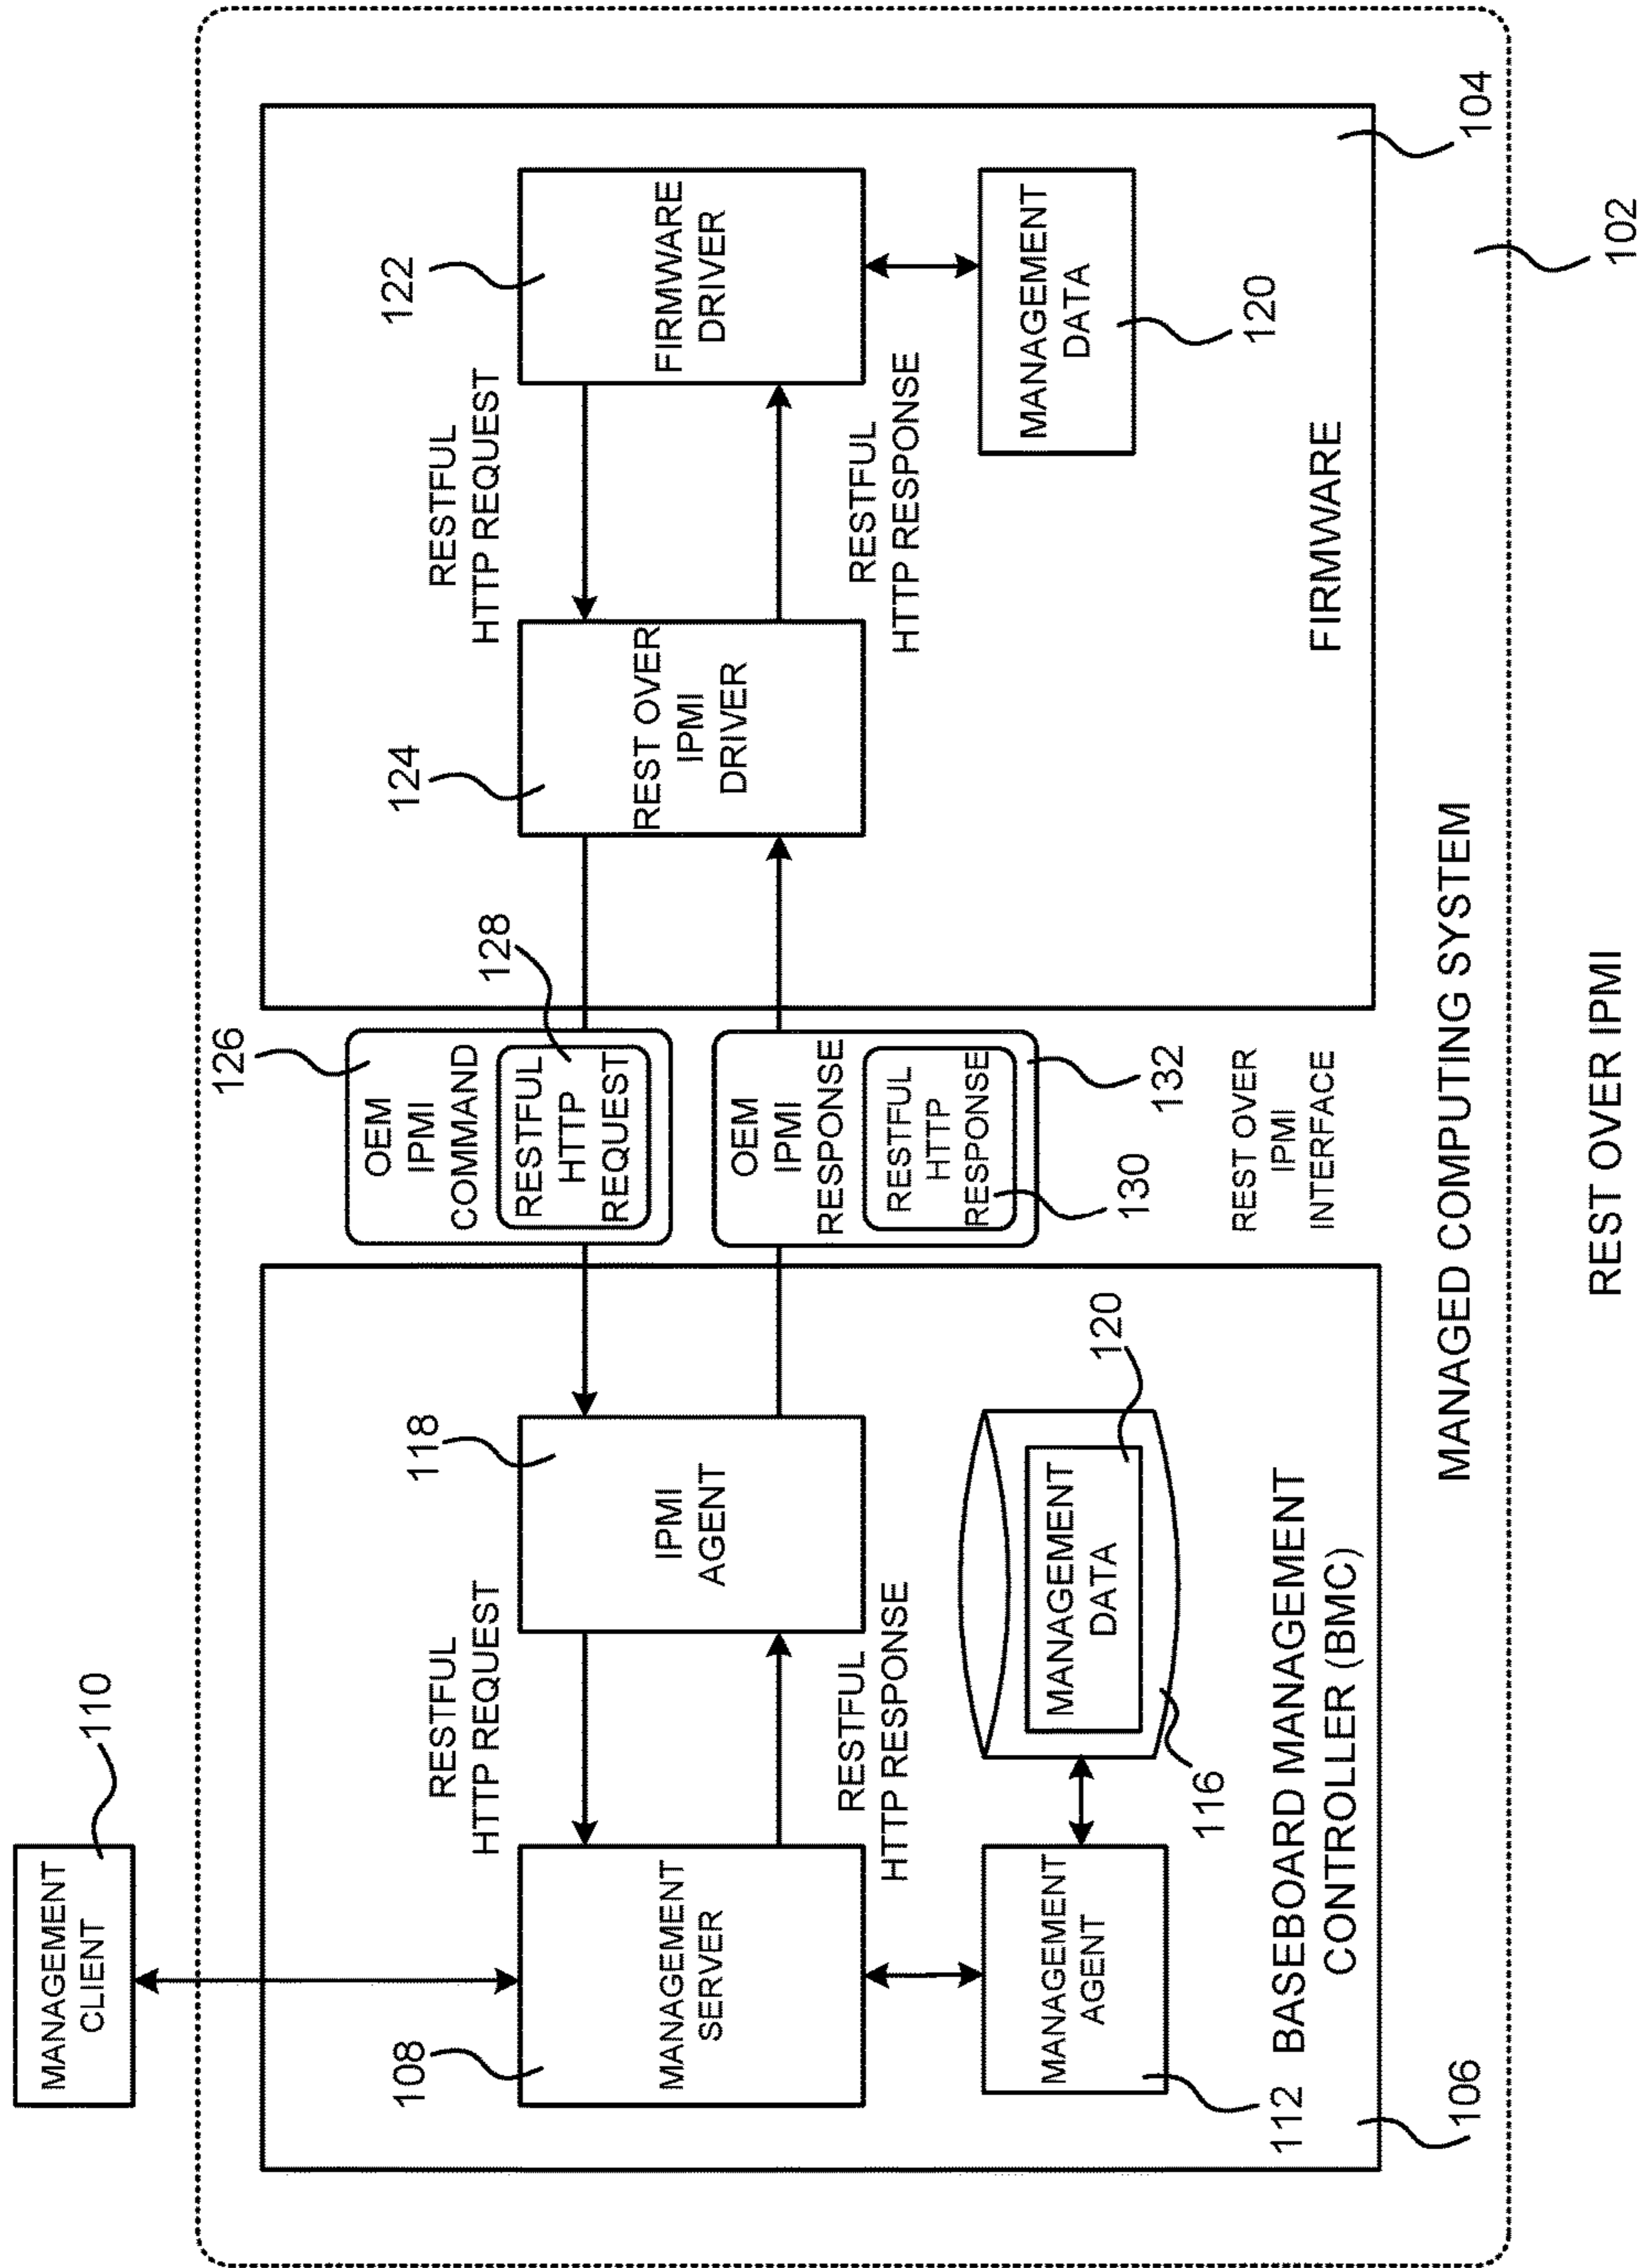 110
MANAGEMENT
CLIENT
108
MANAGEMENT
SERVER
RESTFUL
HTTP REQUEST
RESTFUL
HTTP RESPONSE
118
IPMI
AGENT
112
MANAGEMENT
AGENT
116
MANAGEMENT
DATA
120
BASEBOARD MANAGEMENT
CONTROLLER (BMC)
106
126
OEM
IPMI
COMMAND
128
RESTFUL
HTTP
REQUEST
OEM
IPMI
RESPONSE
RESTFUL
HTTP
RESPONSE
130
132
REST OVER
IPMI
INTERFACE
124
REST OVER
IPMI
DRIVER
RESTFUL
HTTP REQUEST
RESTFUL
HTTP RESPONSE
122
FIRMWARE
DRIVER
MANAGEMENT
DATA
120
FIRMWARE
104
MANAGED COMPUTING SYSTEM
102
REST OVER IPMI